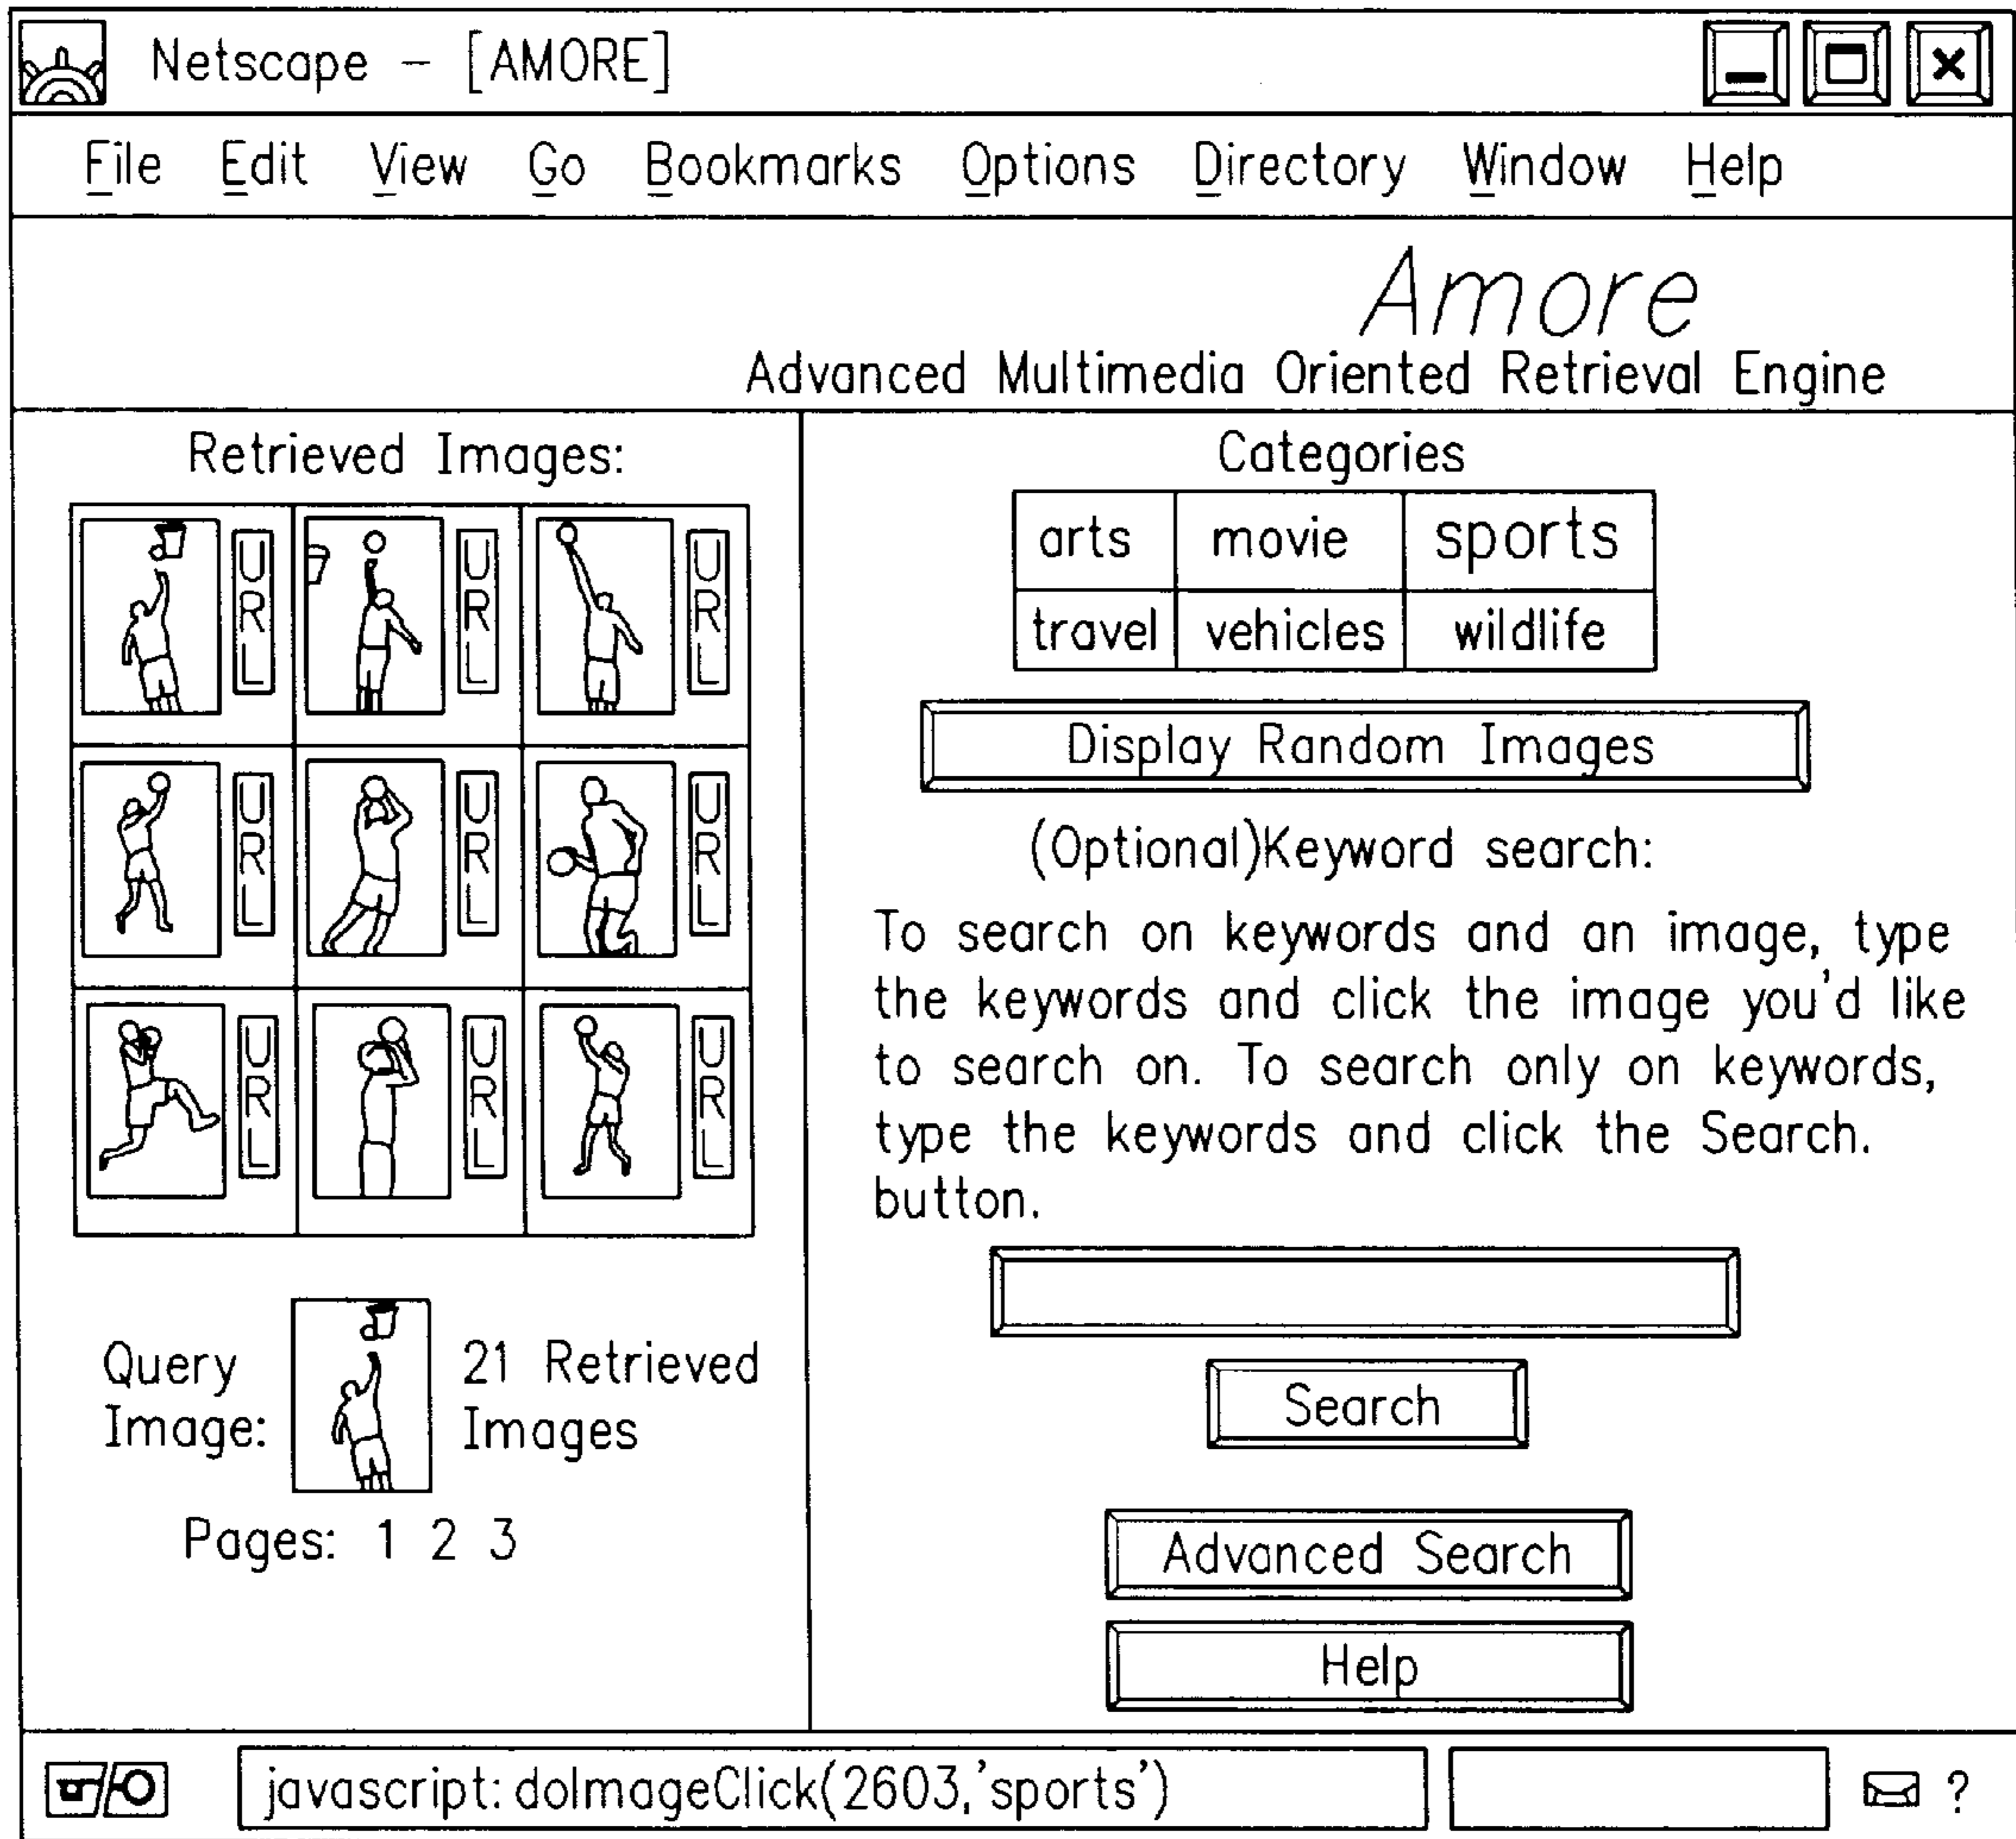 Netscape - [AMORE]
File Edit View Go Bookmarks Options Directory Window Help
Amore
Advanced Multimedia Oriented Retrieval Engine
Retrieved Images:
URL URL URL
URL URL URL
URL URL URL
Query
Image:
21 Retrieved
Images
Pages: 1 2 3
Categories
arts movie sports
travel vehicles wildlife
Display Random Images
(Optional)Keyword search:
To search on keywords and an image, type
the keywords and click the image you'd like
to search on. To search only on keywords,
type the keywords and click the Search.
button.
Search
Advanced Search
Help
javascript: doImageClick(2603,'sports')
?